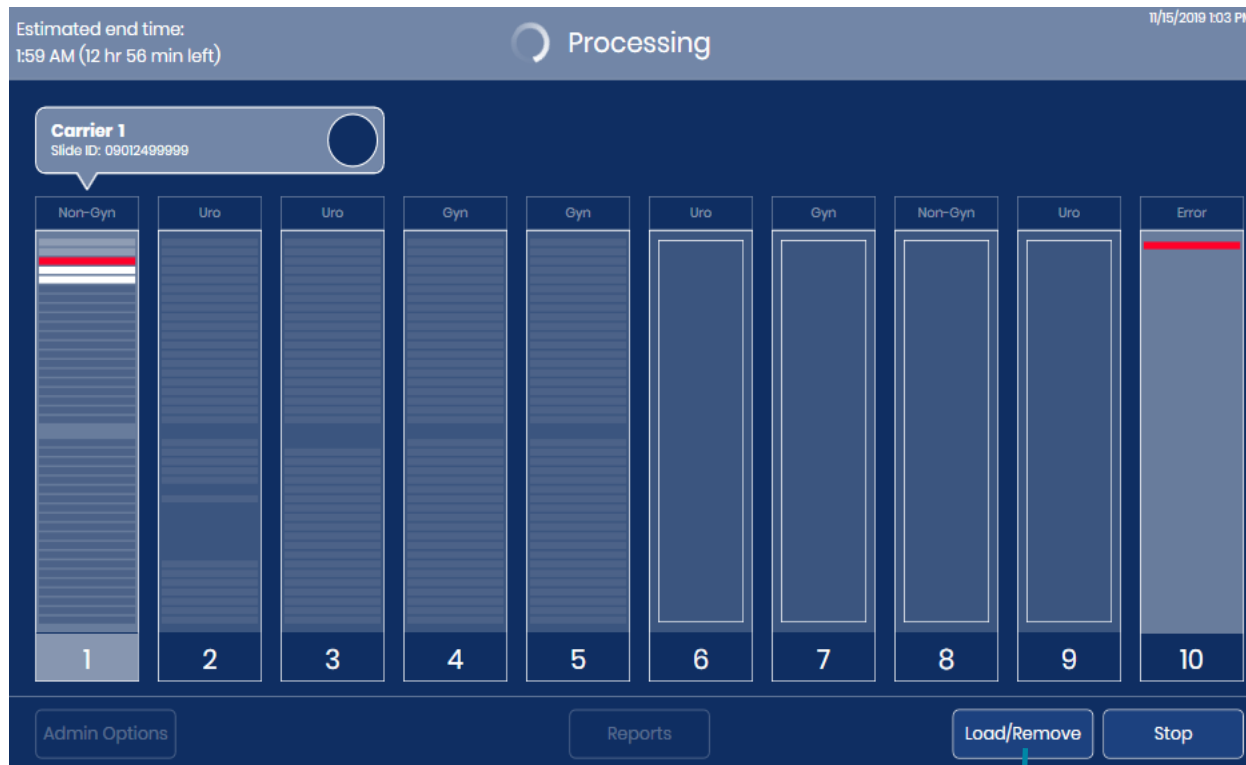 Estimated end time:
1:59 AM (12 hr 56 min left)
Processing
11/15/2019 1:03 PM
Carrier 1
Slide ID: 09012499999
Non-Gyn Uro Uro Gyn Gyn Uro Gyn Non-Gyn Uro Error
1 2 3 4 5 6 7 8 9 10
Admin Options Reports Load/Remove Stop